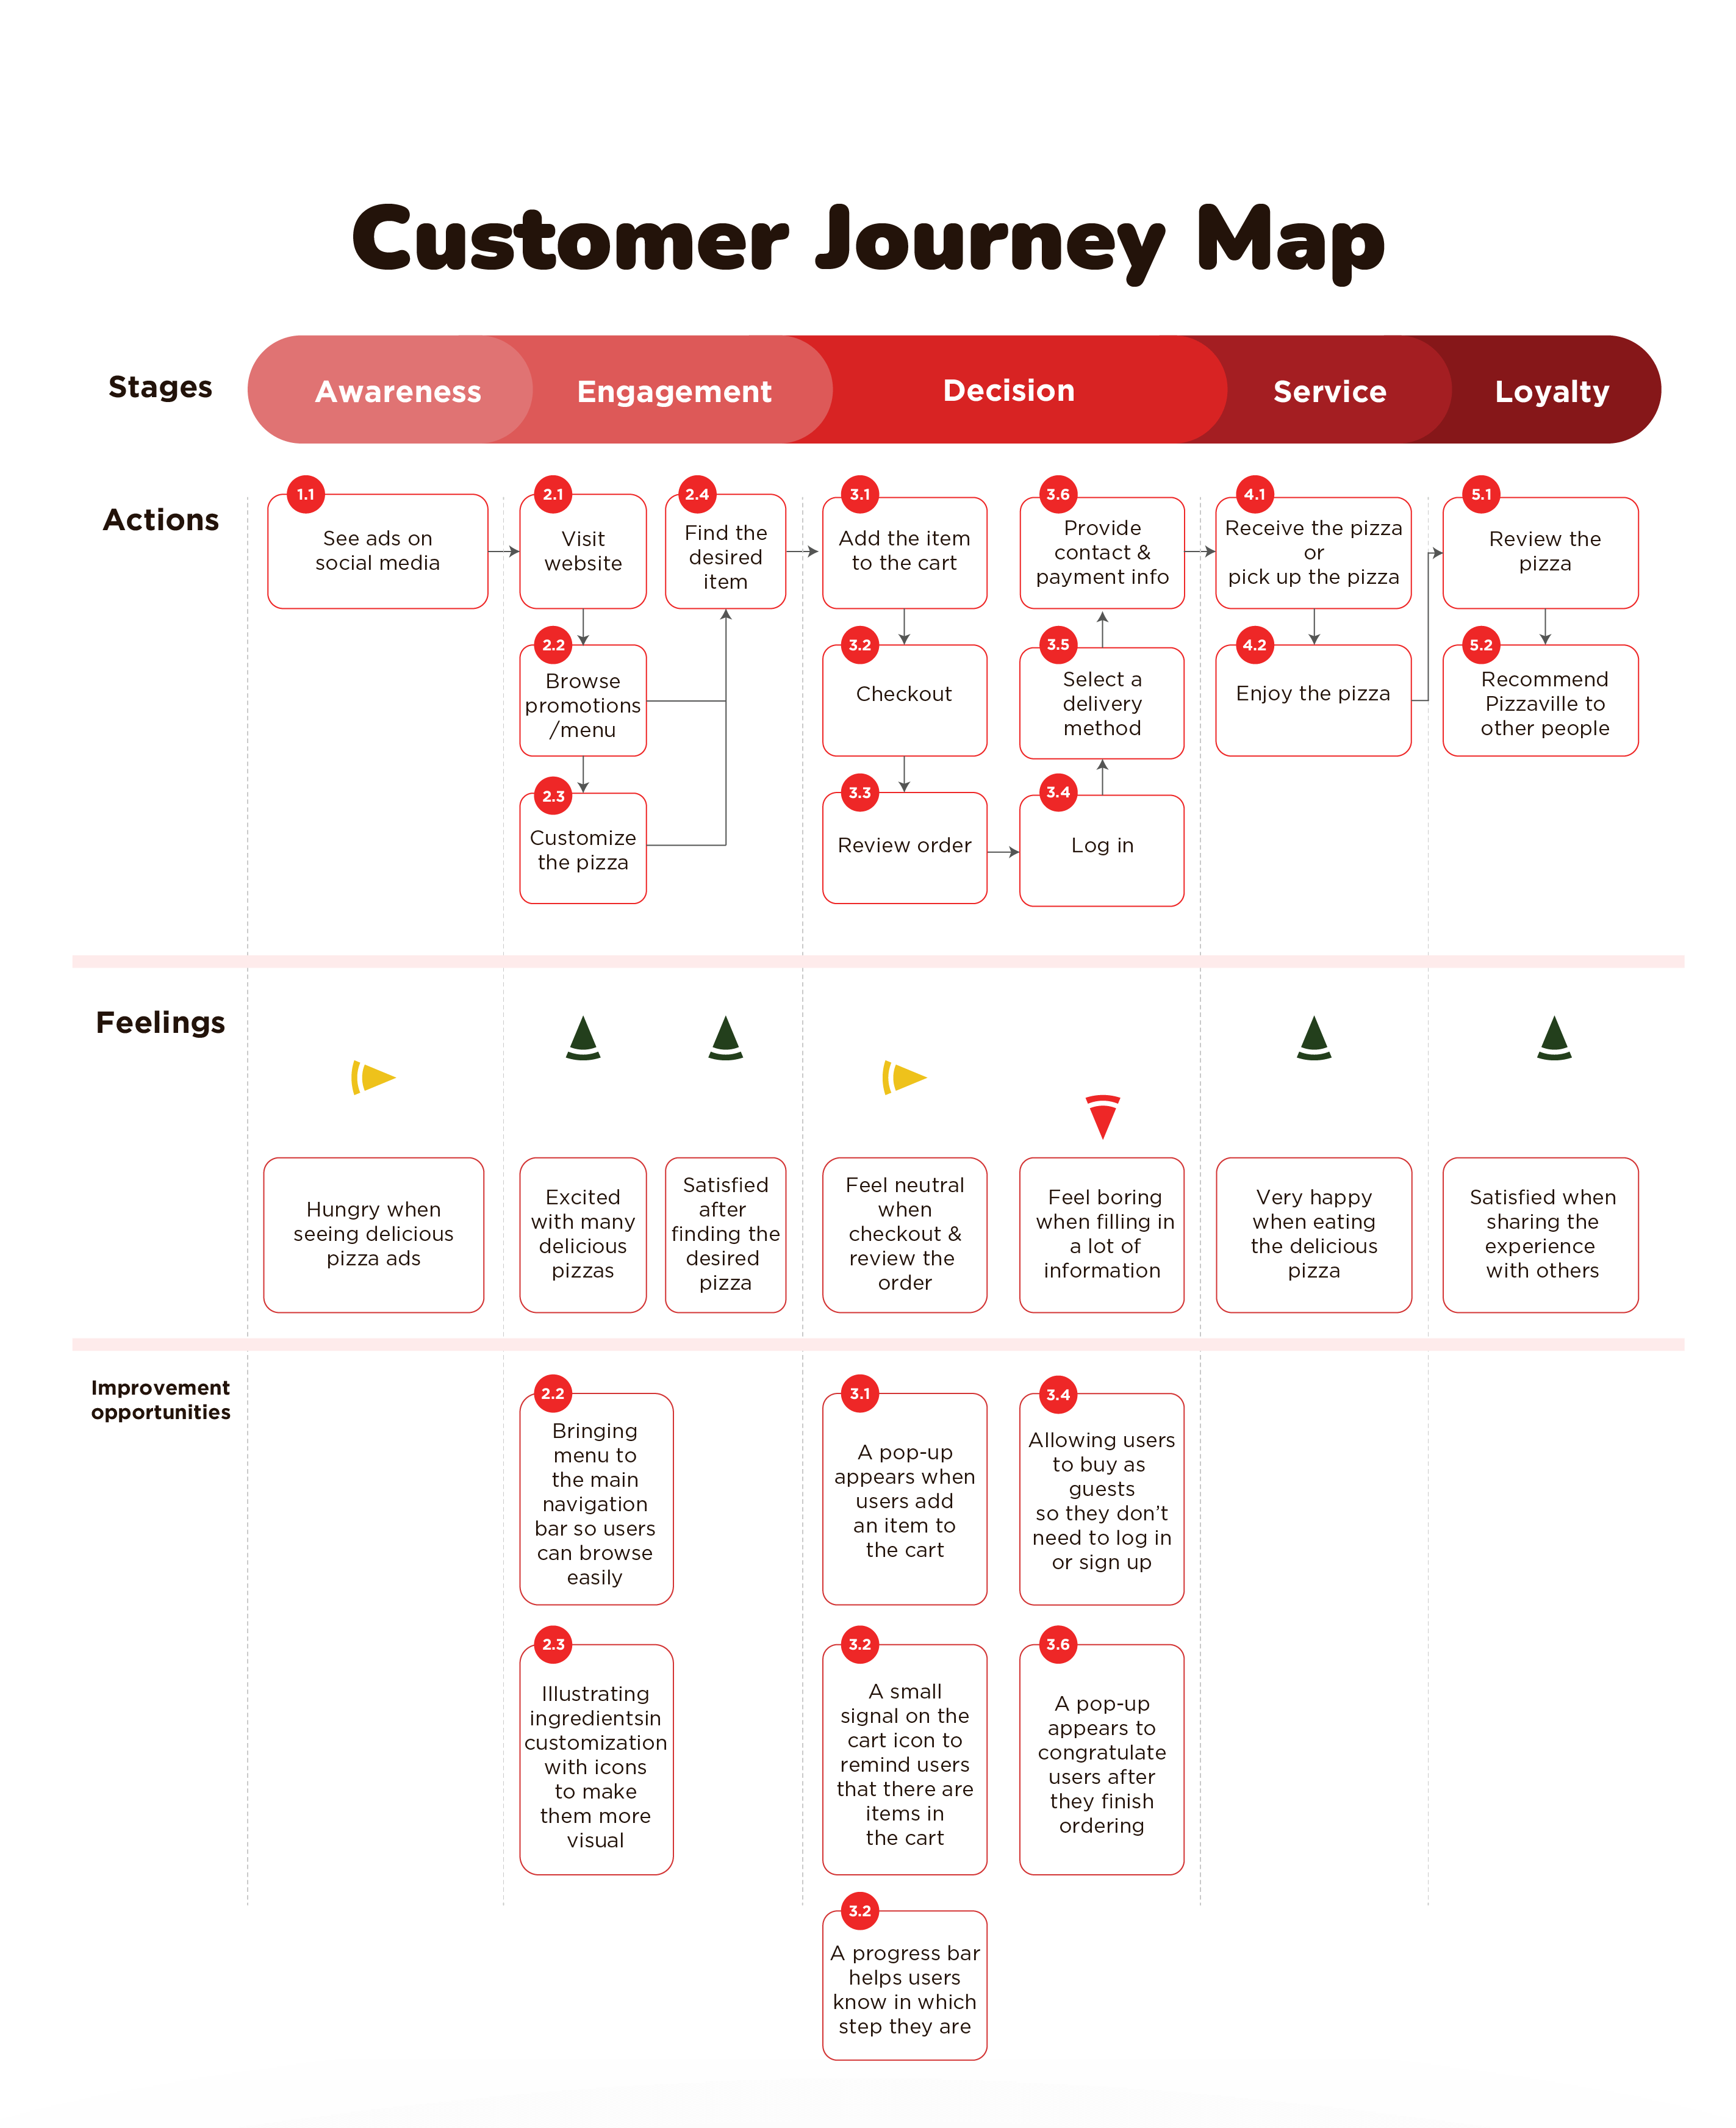 Customer Journey Map
Stages
Awareness
Engagement
Decision
Service
Loyalty
Actions
1.1
See ads on
social media
2.1
Visit
website
2.2
Browse
promotions
/menu
2.3
Customize
the pizza
2.4
Find the
desired
item
3.1
Add the item
to the cart
3.2
Checkout
3.3
Review order
3.4
Log in
3.5
Select a
delivery
method
3.6
Provide
contact &
payment info
4.1
Receive the pizza
or
pick up the pizza
4.2
Enjoy the pizza
5.1
Review the
pizza
5.2
Recommend
Pizzaville to
other people
Feelings
Hungry when
seeing delicious
pizza ads
Excited
with many
delicious
pizzas
Satisfied
after
finding the
desired
pizza
Feel neutral
when
checkout &
review the
order
Feel boring
when filling in
a lot of
information
Very happy
when eating
the delicious
pizza
Satisfied when
sharing the
experience
with others
Improvement
opportunities
2.2
Bringing
menu to
the main
navigation
bar so users
can browse
easily
2.3
Illustrating
ingredientsin
customization
with icons
to make
them more
visual
3.1
A pop-up
appears when
users add
an item to
the cart
3.2
A small
signal on the
cart icon to
remind users
that there are
items in
the cart
3.2
A progress bar
helps users
know in which
step they are
3.4
Allowing users
to buy as
guests
so they don’t
need to log in
or sign up
3.6
A pop-up
appears to
congratulate
users after
they finish
ordering